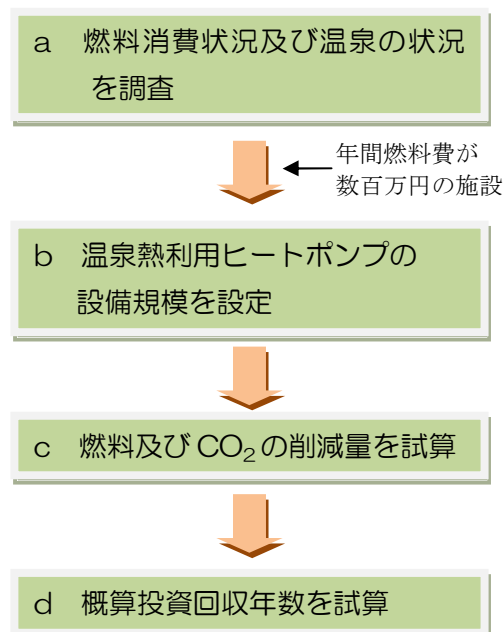 a 燃料消費状況及び温泉の状況
を調査
年間燃料費が
数百万円の施設
b 温泉熱利用ヒートポンプの
設備規模を設定
c 燃料及び CO₂の削減量を試算
d 概算投資回収年数を試算